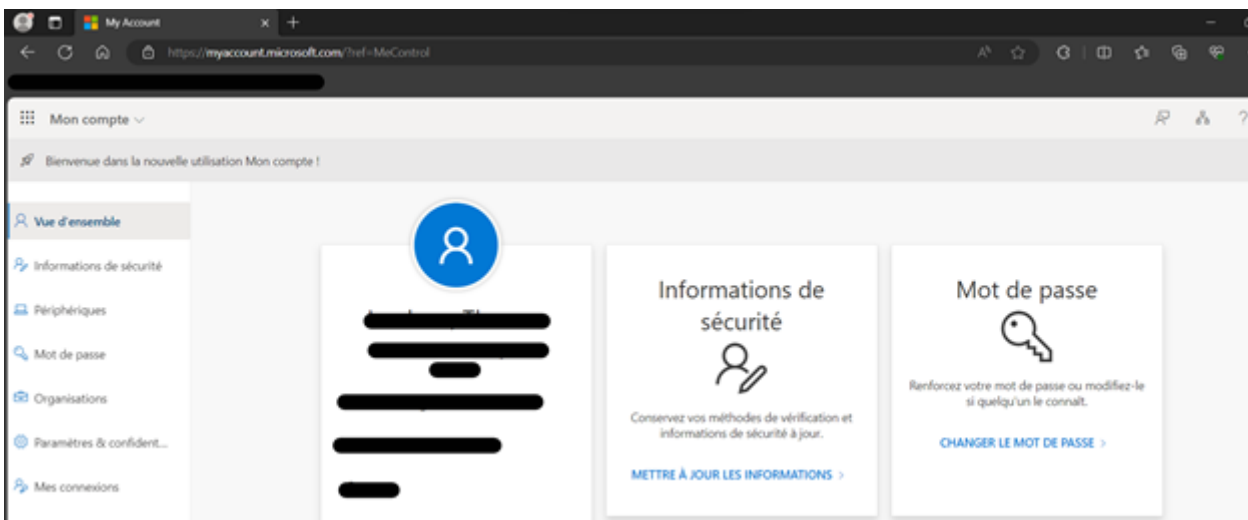 My Account
https://myaccount.microsoft.com/?ref=MeControl
Mon compte
?
Bienvenue dans la nouvelle utilisation Mon compte !
Vue d'ensemble
Informations de sécurité
Périphériques
Mot de passe
Organisations
Paramètres & confident...
Mes connexions
Informations de
sécurité
Conservez vos méthodes de vérification et
informations de sécurité à jour.
METTRE À JOUR LES INFORMATIONS >
Mot de passe
Renforcez votre mot de passe ou modifiez-le
si quelqu'un le connaît.
CHANGER LE MOT DE PASSE >